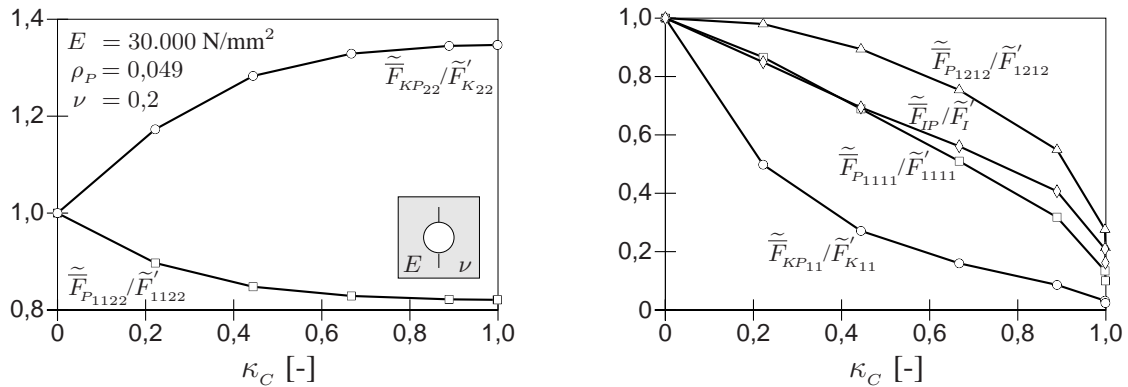 1,4
1,2
1,0
0,8
E = 30.000 N/mm²
ρ_P = 0,049
ν = 0,2
F̿̃_KP22/F̃′_K22
F̿̃_P1122/F̃′_1122
E ν
0 0,2 0,4 0,6 0,8 1,0
κ_C [-]
1,0
0,8
0,6
0,4
0,2
0
F̿̃_P1212/F̃′_1212
F̿̃_IP/F̃′_I
F̿̃_P1111/F̃′_1111
F̿̃_KP11/F̃′_K11
0 0,2 0,4 0,6 0,8 1,0
κ_C [-]